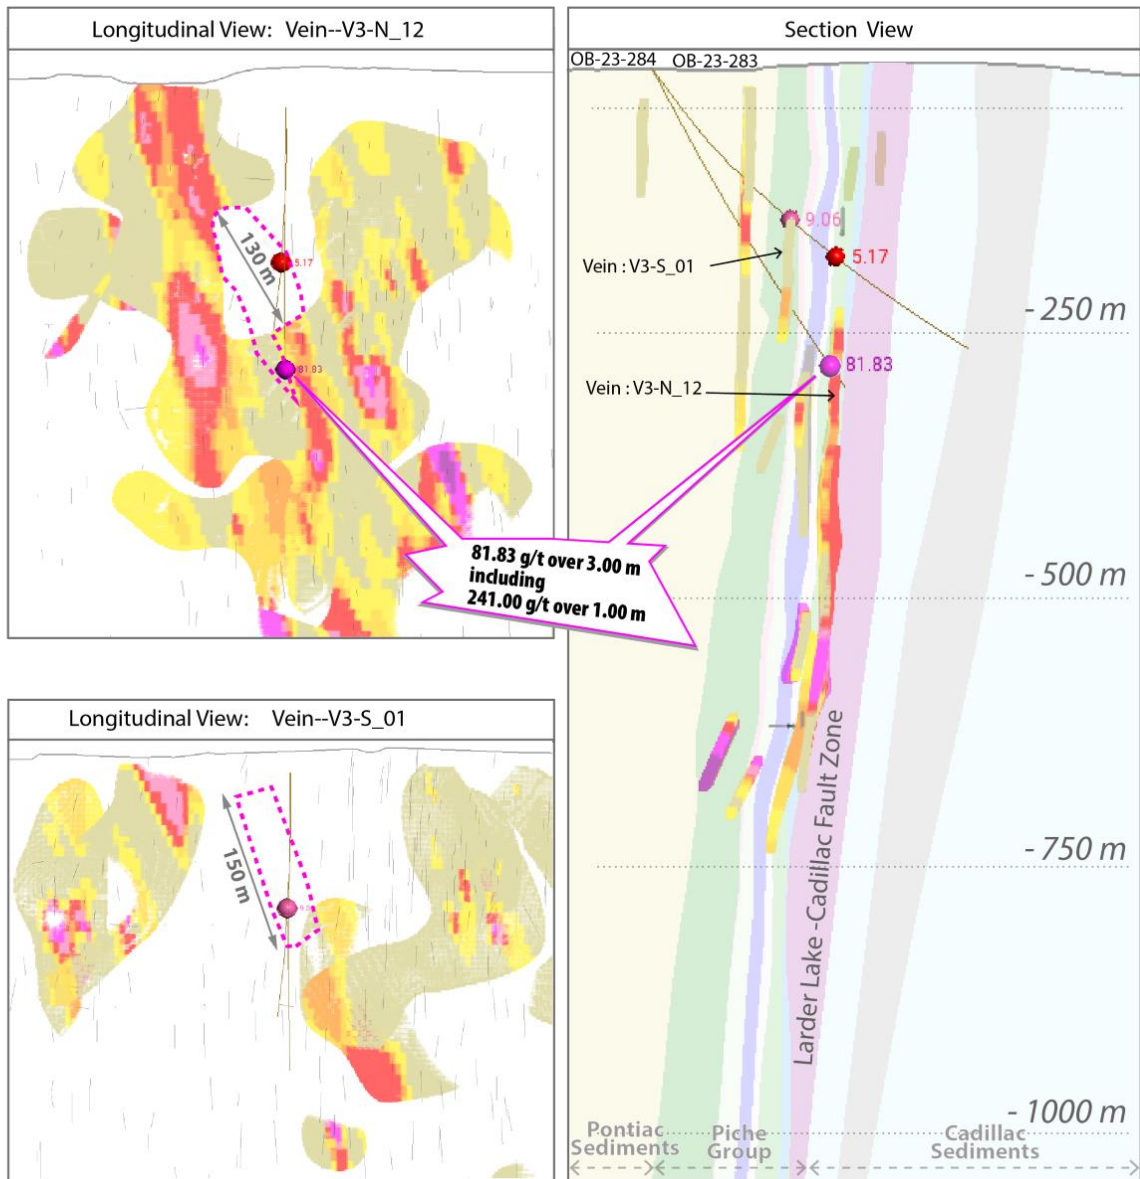 Longitudinal View: Vein--V3-N_12
130 m
5.17
81.83
81.83 g/t over 3.00 m
including
241.00 g/t over 1.00 m
Longitudinal View: Vein--V3-S_01
150 m
Section View
OB-23-284 OB-23-283
9.06
5.17
Vein : V3-S_01
- 250 m
81.83
Vein : V3-N_12
- 500 m
Larder Lake -Cadillac Fault Zone
- 750 m
- 1000 m
Pontiac
Sediments
Piche
Group
Cadillac
Sediments